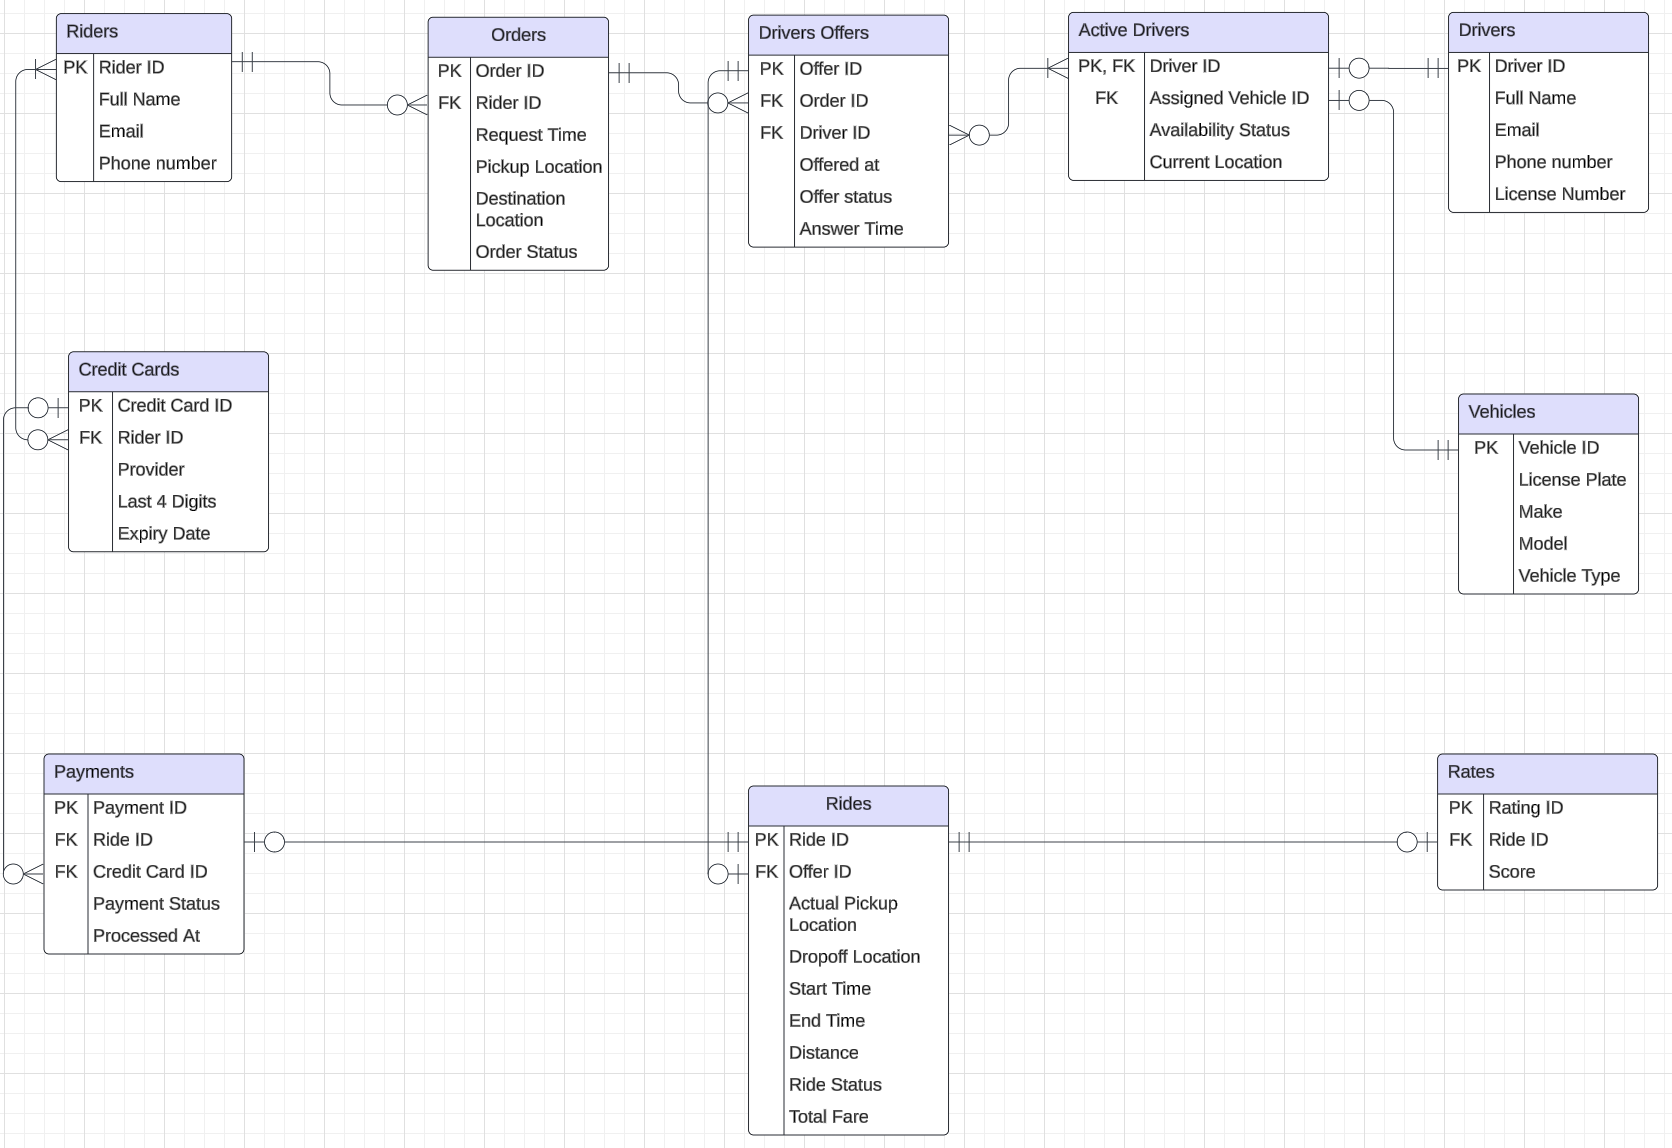 Riders
PK Rider ID
Full Name
Email
Phone number
Orders
PK Order ID
FK Rider ID
Request Time
Pickup Location
Destination
Location
Order Status
Drivers Offers
PK Offer ID
FK Order ID
FK Driver ID
Offered at
Offer status
Answer Time
Active Drivers
PK, FK Driver ID
FK Assigned Vehicle ID
Availability Status
Current Location
Drivers
PK Driver ID
Full Name
Email
Phone number
License Number
Credit Cards
PK Credit Card ID
FK Rider ID
Provider
Last 4 Digits
Expiry Date
Vehicles
PK Vehicle ID
License Plate
Make
Model
Vehicle Type
Payments
PK Payment ID
FK Ride ID
FK Credit Card ID
Payment Status
Processed At
Rides
PK Ride ID
FK Offer ID
Actual Pickup
Location
Dropoff Location
Start Time
End Time
Distance
Ride Status
Total Fare
Rates
PK Rating ID
FK Ride ID
Score